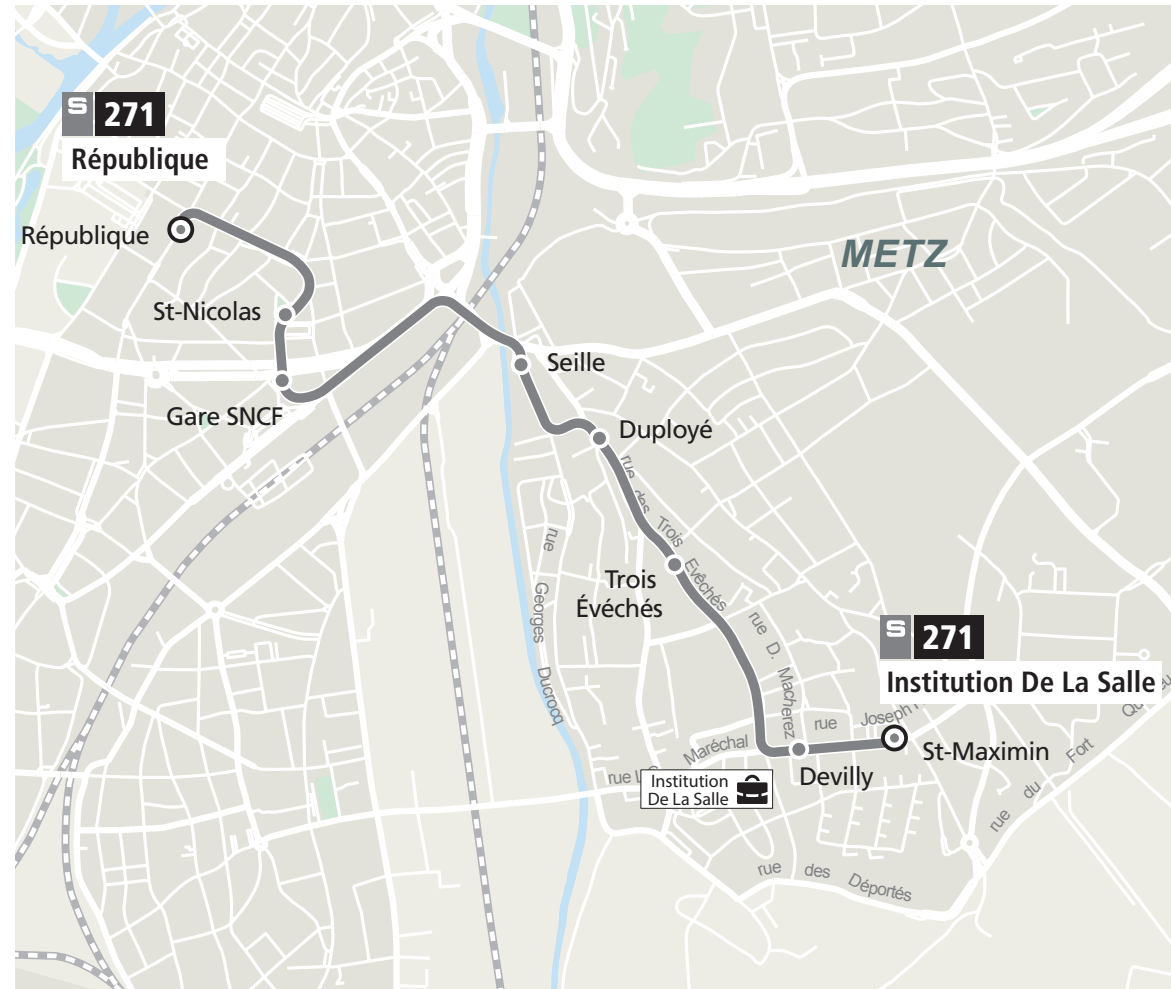 S 271
République
République
St-Nicolas
Gare SNCF
METZ
Seille
Duployé
rue des Trois Evêchés
Trois
Évéchés
rue Georges Ducrocq
rue D. Macherez
S 271
Institution De La Salle
rue Joseph
St-Maximin
Devilly
Maréchal
rue
Institution
De La Salle
rue du Fort
rue des Déportés